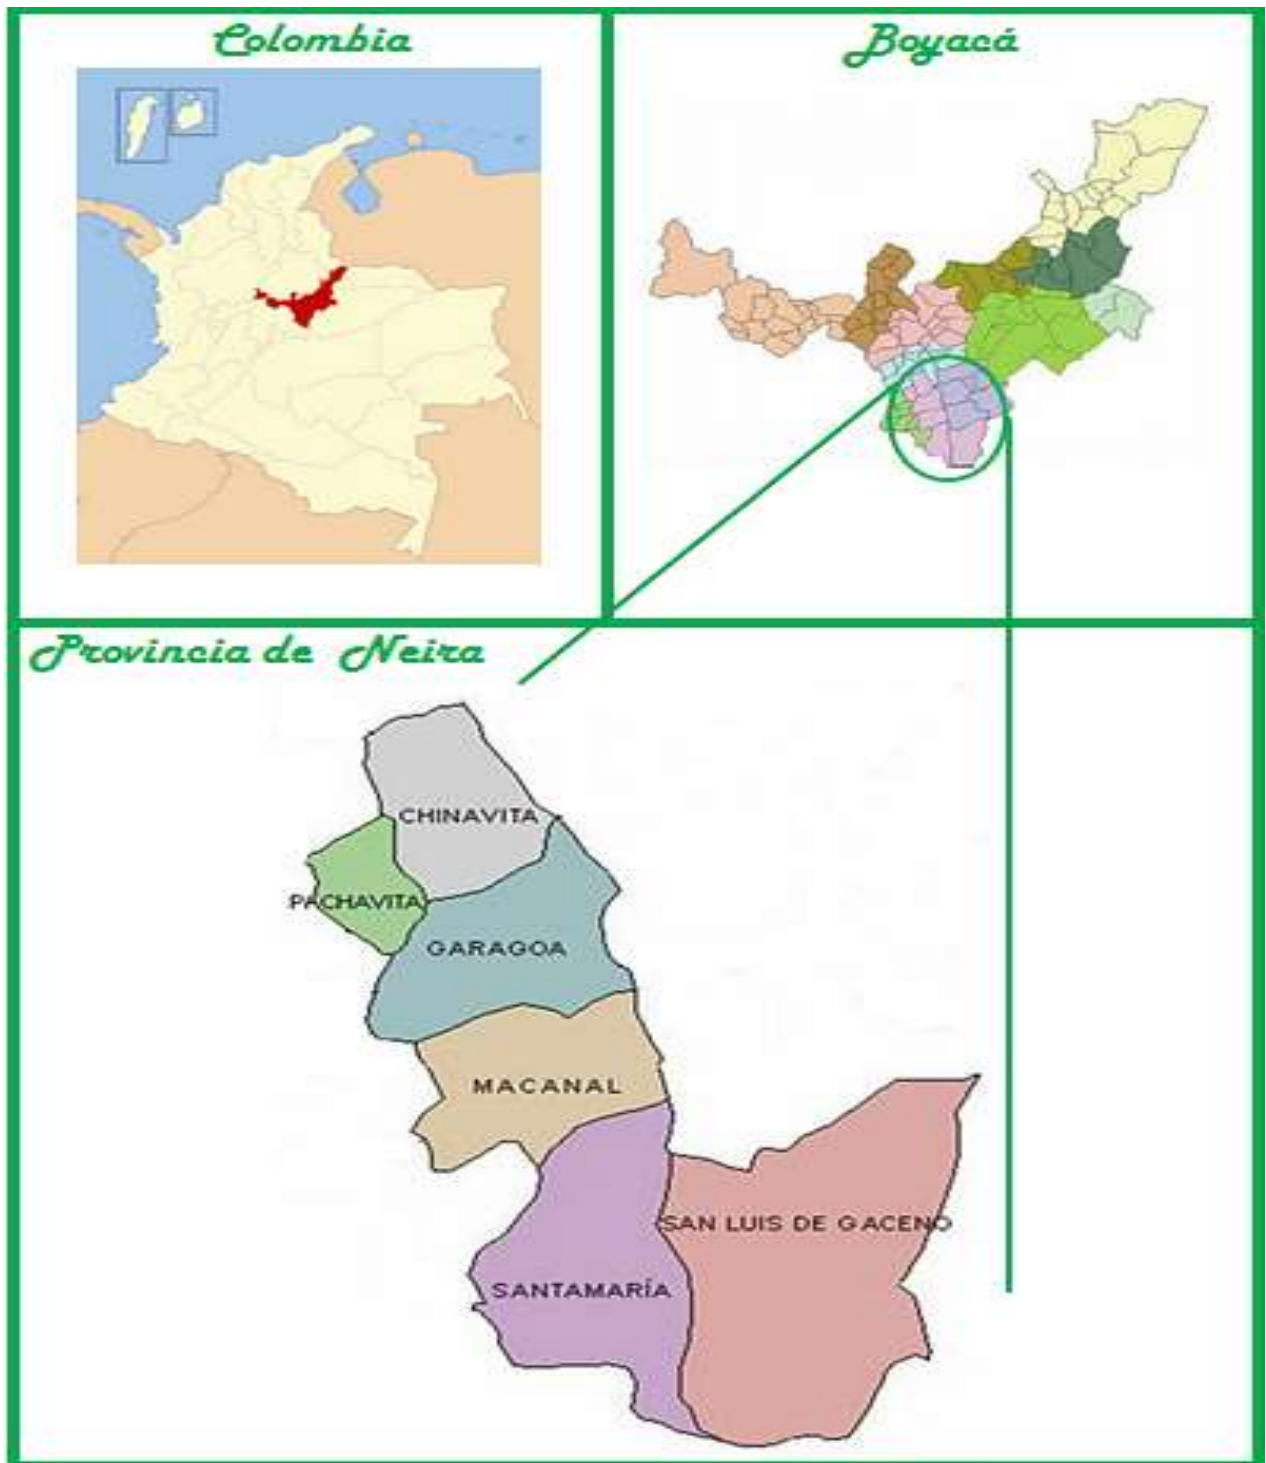 Colombia
Boyacá
Provincia de Neira
CHINAVITA
PACHAVITA
GARAGOA
MACANAL
SAN LUIS DE GACENO
SANTAMARÍA